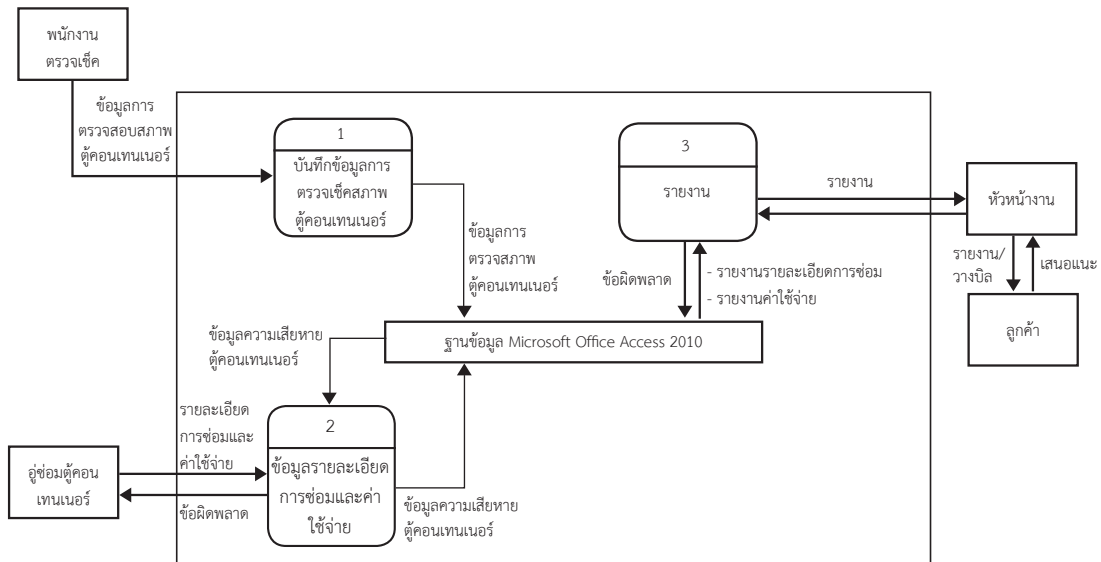 พนักงาน
ตรวจเช็ค
ข้อมูลการ
ตรวจสอบสภาพ
ตู้คอนเทนเนอร์
1
บันทึกข้อมูลการ
ตรวจเช็คสภาพ
ตู้คอนเทนเนอร์
3
รายงาน
รายงาน
หัวหน้างาน
ข้อมูลการ
ตรวจสภาพ
ตู้คอนเทนเนอร์
ข้อผิดพลาด
- รายงานรายละเอียดการซ่อม
- รายงานค่าใช้จ่าย
รายงาน/
วางบิล
เสนอแนะ
ลูกค้า
ฐานข้อมูล Microsoft Office Access 2010
ข้อมูลความเสียหาย
ตู้คอนเทนเนอร์
รายละเอียด
การซ่อมและ
ค่าใช้จ่าย
อู่ซ่อมตู้คอน
เทนเนอร์
ข้อผิดพลาด
2
ข้อมูลรายละเอียด
การซ่อมและค่า
ใช้จ่าย
ข้อมูลความเสียหาย
ตู้คอนเทนเนอร์